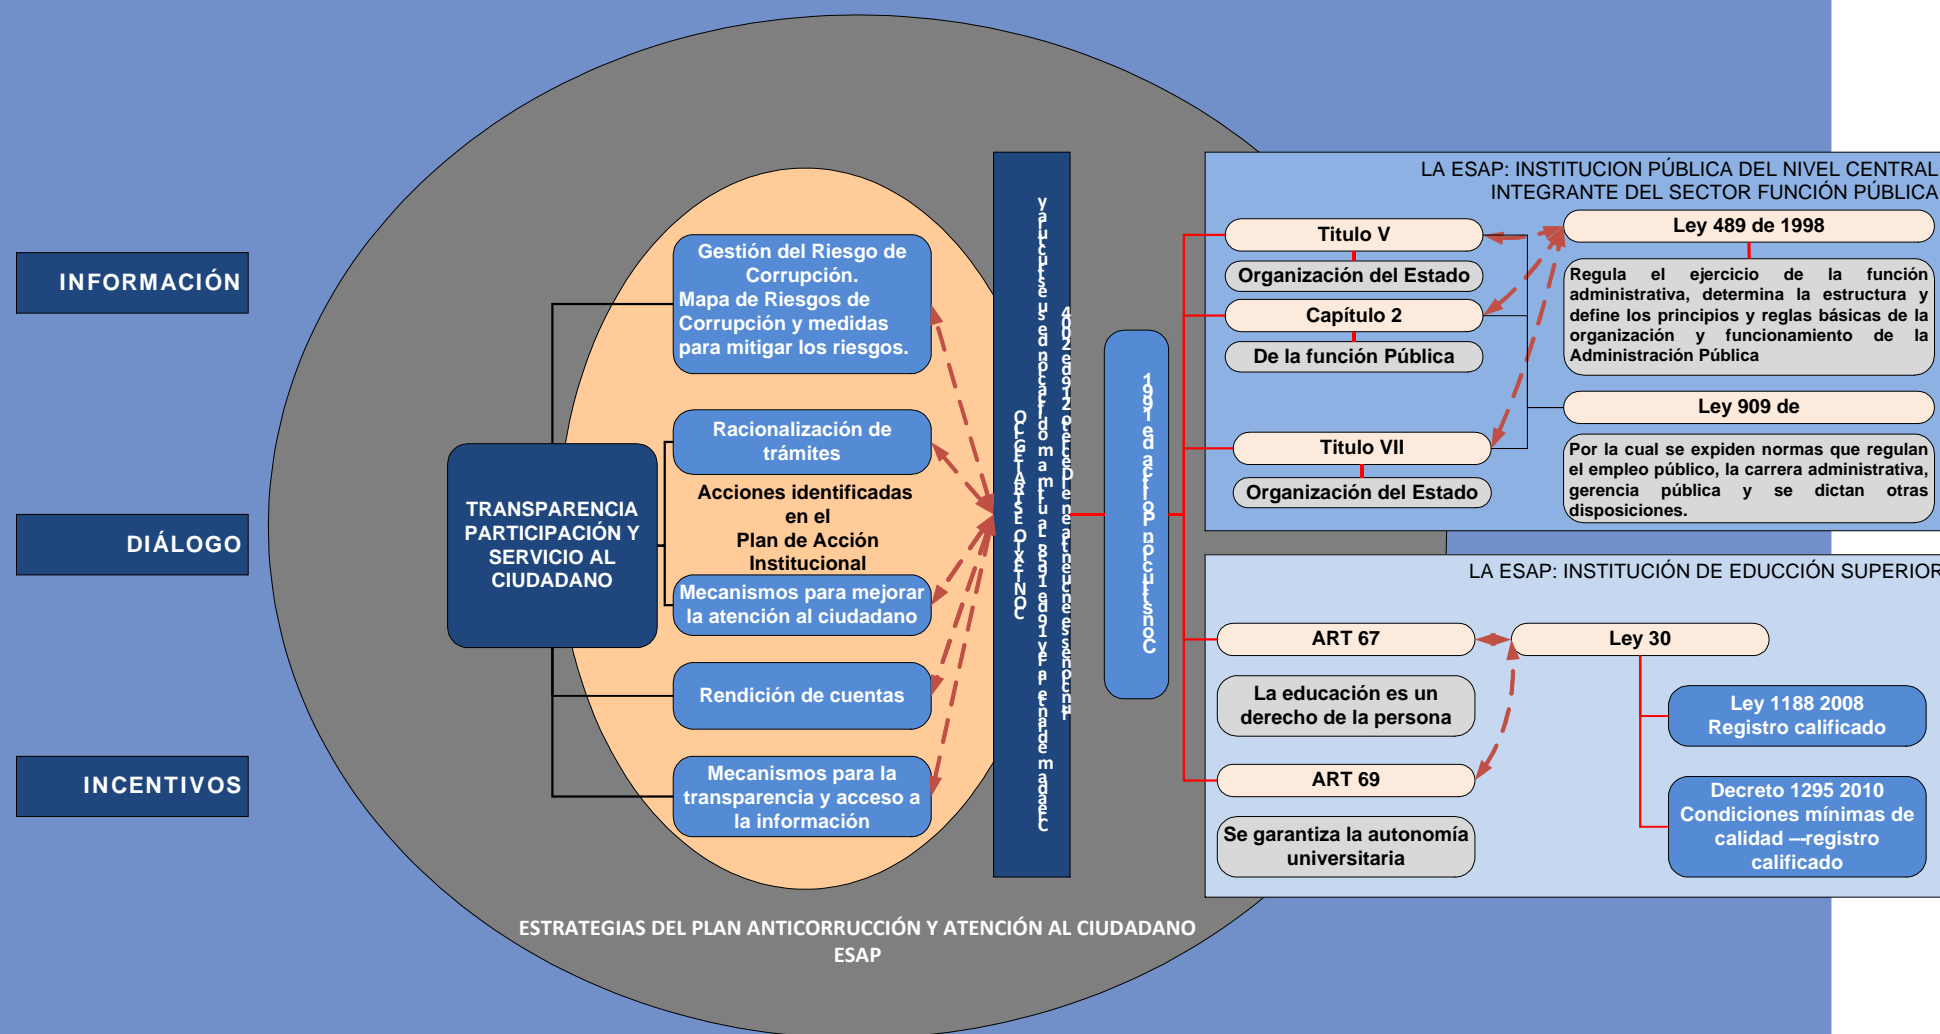 INFORMACIÓN
DIÁLOGO
INCENTIVOS
TRANSPARENCIA
PARTICIPACIÓN Y
SERVICIO AL
CIUDADANO
Gestión del Riesgo de
Corrupción.
Mapa de Riesgos de
Corrupción y medidas
para mitigar los riesgos.
Racionalización de
trámites
Acciones identificadas
en el
Plan de Acción
Institucional
Mecanismos para mejorar
la atención al ciudadano
Rendición de cuentas
Mecanismos para la
transparencia y acceso a
la información
ESTRATEGIAS DEL PLAN ANTICORRUCCIÓN Y ATENCIÓN AL CIUDADANO
ESAP
CONTEXTO ESTRATEGICO
Constitucion Politica de 1991
LA ESAP: INSTITUCION PÚBLICA DEL NIVEL CENTRAL
INTEGRANTE DEL SECTOR FUNCIÓN PÚBLICA
Titulo V
Organización del Estado
Capítulo 2
De la función Pública
Titulo VII
Organización del Estado
Ley 489 de 1998
Regula el ejercicio de la función
administrativa, determina la estructura y
define los principios y reglas básicas de la
organización y funcionamiento de la
Administración Pública
Ley 909 de
Por la cual se expiden normas que regulan
el empleo público, la carrera administrativa,
gerencia pública y se dictan otras
disposiciones.
LA ESAP: INSTITUCIÓN DE EDUCCIÓN SUPERIOR
ART 67
La educación es un
derecho de la persona
ART 69
Se garantiza la autonomía
universitaria
Ley 30
Ley 1188 2008
Registro calificado
Decreto 1295 2010
Condiciones mínimas de
calidad –-registro
calificado